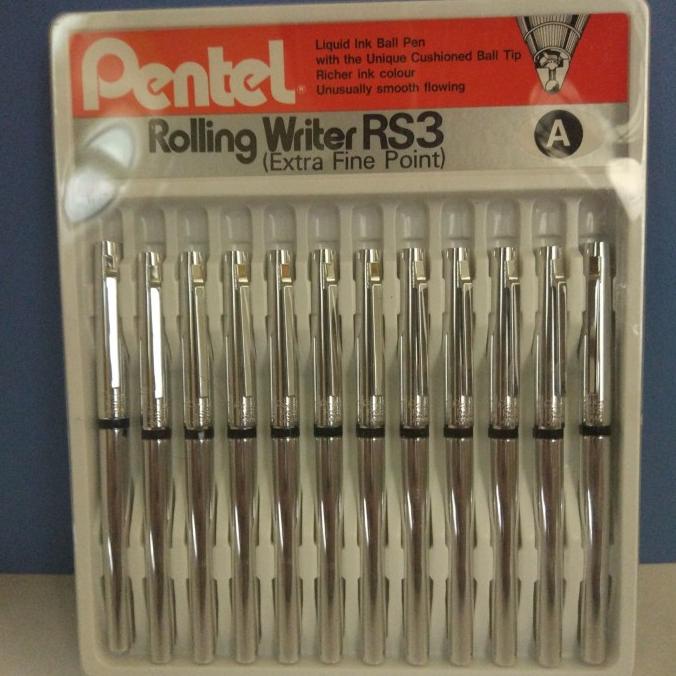 Pentel®
Liquid Ink Ball Pen
with the Unique Cushioned Ball Tip
Richer ink colour
Unusually smooth flowing
Rolling Writer RS3
(Extra Fine Point)
A